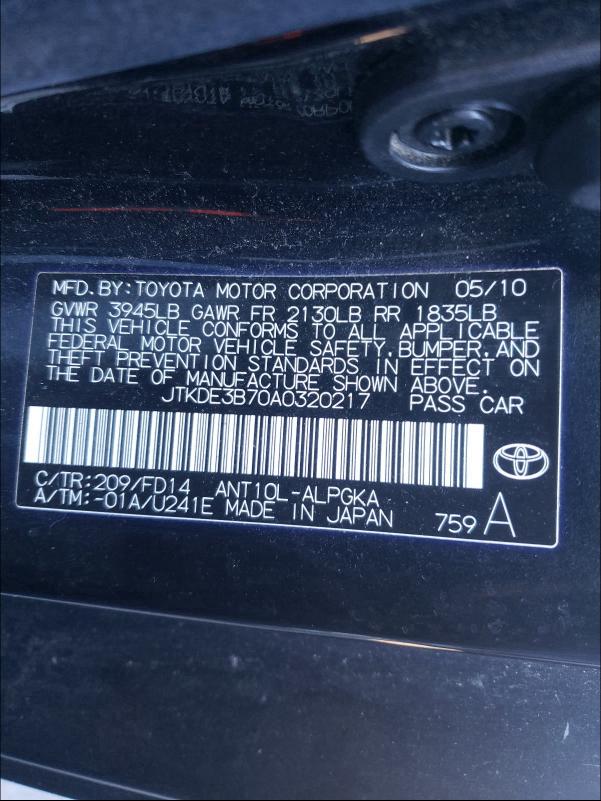 MFD.BY:TOYOTA MOTOR CORPORATION 05/10
GVWR 3945LB GAWR FR 2130LB RR 1835LB
THIS VEHICLE CONFORMS TO ALL APPLICABLE
FEDERAL MOTOR VEHICLE SAFETY,BUMPER,AND
THEFT PREVENTION STANDARDS IN EFFECT ON
THE DATE OF MANUFACTURE SHOWN ABOVE.
JTKDE3B70A0320217 PASS CAR
C/TR:209/FD14 ANT10L-ALPGKA
A/TM:-01A/U241E MADE IN JAPAN 759 A